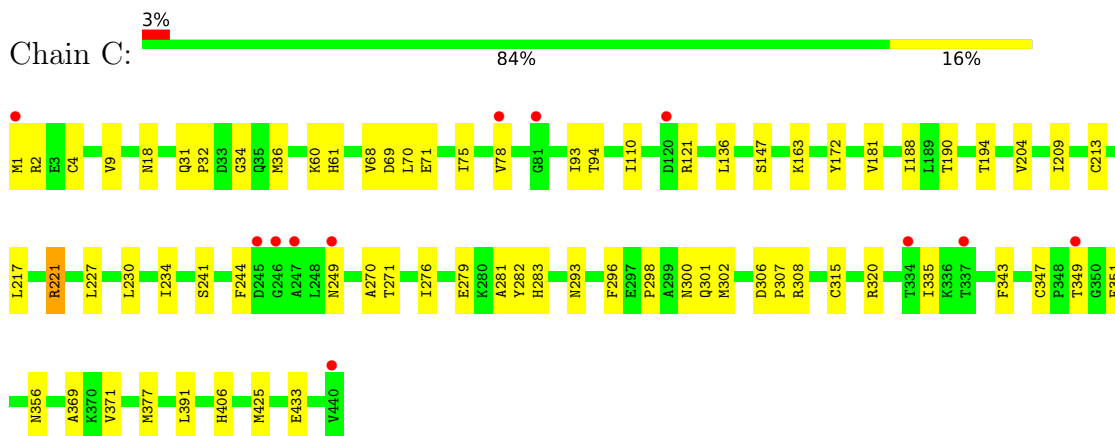 3%
Chain C:
84% 16%
M1 R2 E3 C4 V9 N18 Q31 P32 D33 G34 Q35 M36 K60 H61 V68 D69 L70 E71 I75 V78 G81 I93 T94 I110 D120 R121 L136 S147 K163 Y172 V181 I188 L189 T190 T194 V204 I209 C213
L217 R221 L227 L230 I234 S241 F244 D245 G246 A247 L248 N249 A270 T271 I276 E279 K280 A281 Y282 H283 N293 F296 E297 P298 A299 N300 Q301 M302 D306 P307 R308 C315 R320 T334 I335 K336 T337 F343 C347 P348 T349 G350
N356 A369 K370 V371 M377 L391 H406 M425 E433 V440